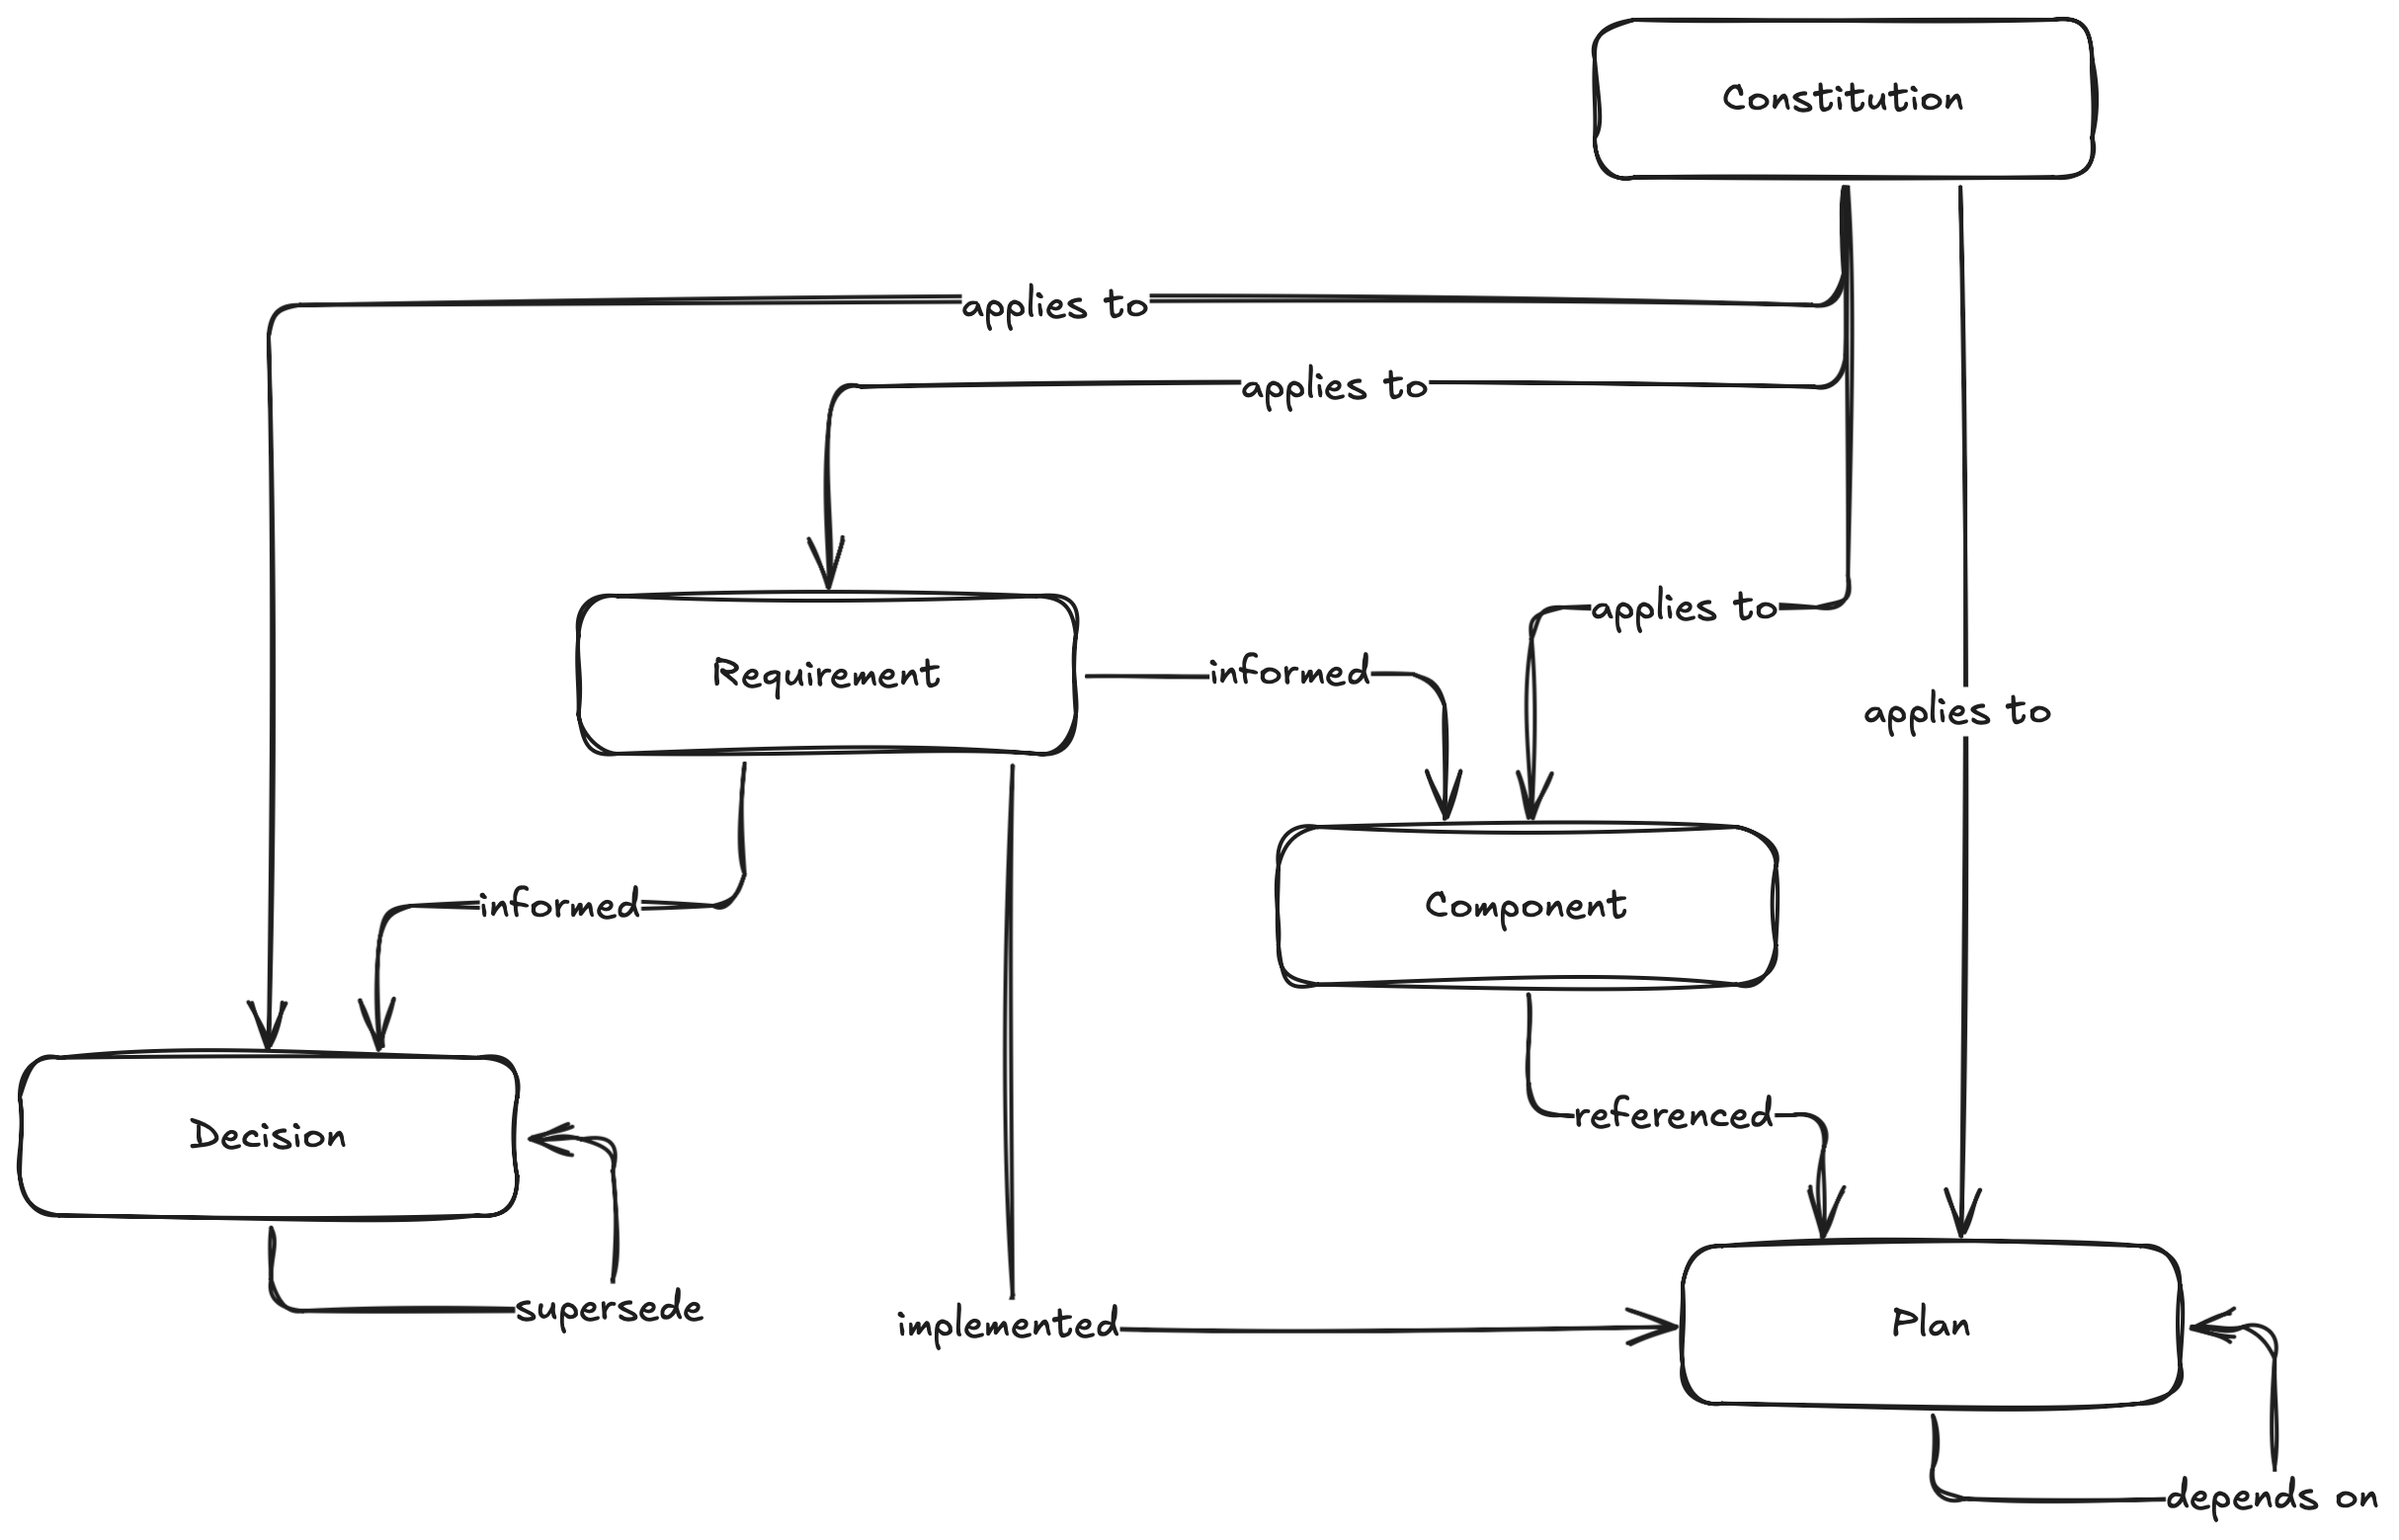 Constitution
applies to
applies to
applies to
Requirement
informed
applies to
Component
informed
referenced
Decision
supersede
implemented
Plan
depends on